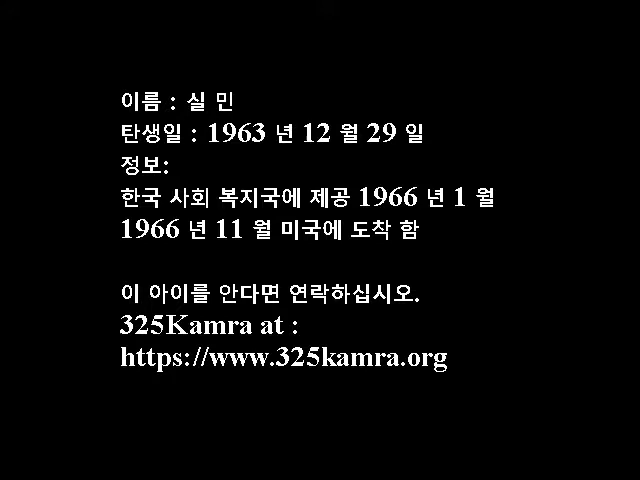 이름 : 실 민
탄생일 : 1963 년 12 월 29 일
정보:
한국 사회 복지국에 제공 1966 년 1 월
1966 년 11 월 미국에 도착 함
이 아이를 안다면 연락하십시오.
325Kamra at :
https://www.325kamra.org